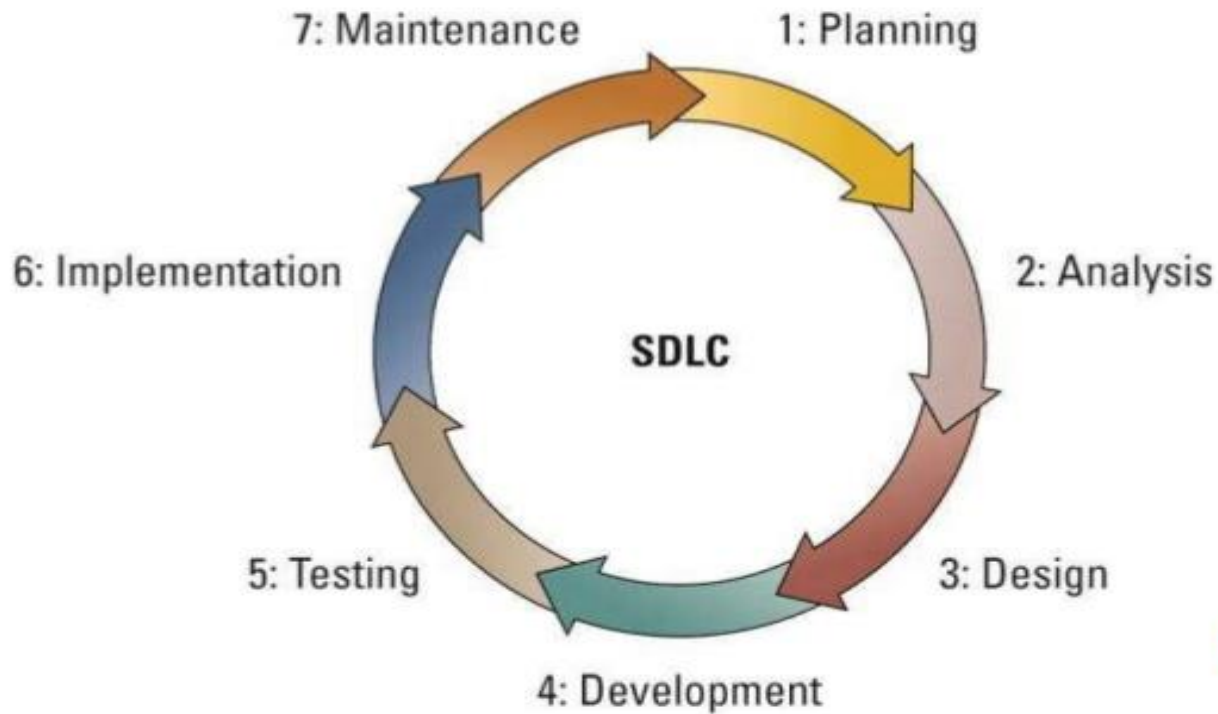 7: Maintenance
1: Planning
6: Implementation
2: Analysis
SDLC
5: Testing
3: Design
4: Development